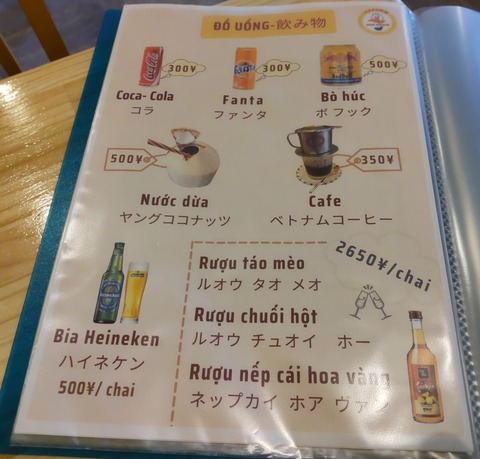 ĐỒ UỐNG-飲み物
Coca-Cola
300¥
300¥
500¥
Coca- Cola
コラ
Fanta
ファンタ
Bò húc
ボ フック
500¥
350¥
Nước dừa
ヤングココナッツ
Cafe
ベトナムコーヒー
Bia Heineken
ハイネケン
500¥/ chai
2650¥/chai
Rượu táo mèo
ルオウ タオ メオ
Rượu chuối hột
ルオウ チュオイ ホー
Rượu nếp cái hoa vàng
ネップカイ ホア ヴァン